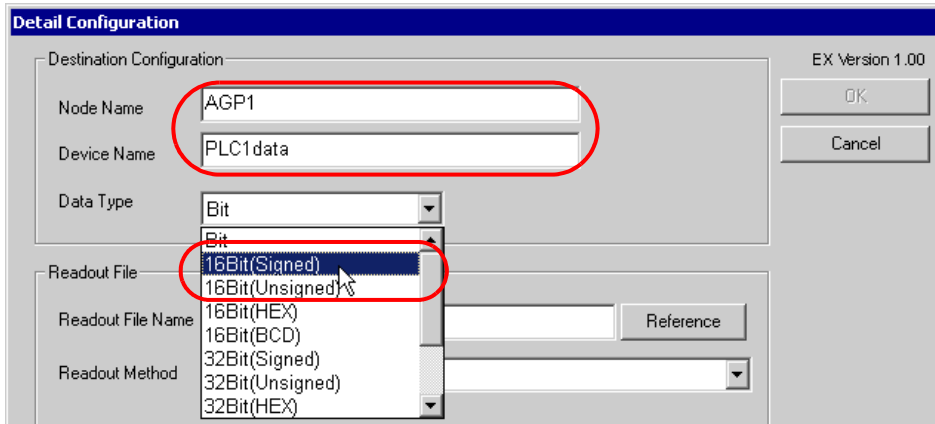 Detail Configuration
Destination Configuration
EX Version 1.00
Node Name
AGP1
OK
Device Name
PLC1data
Cancel
Data Type
Bit
Bit
16Bit(Signed)
16Bit(Unsigned)
16Bit(HEX)
16Bit(BCD)
32Bit(Signed)
32Bit(Unsigned)
32Bit(HEX)
Readout File
Readout File Name
Reference
Readout Method